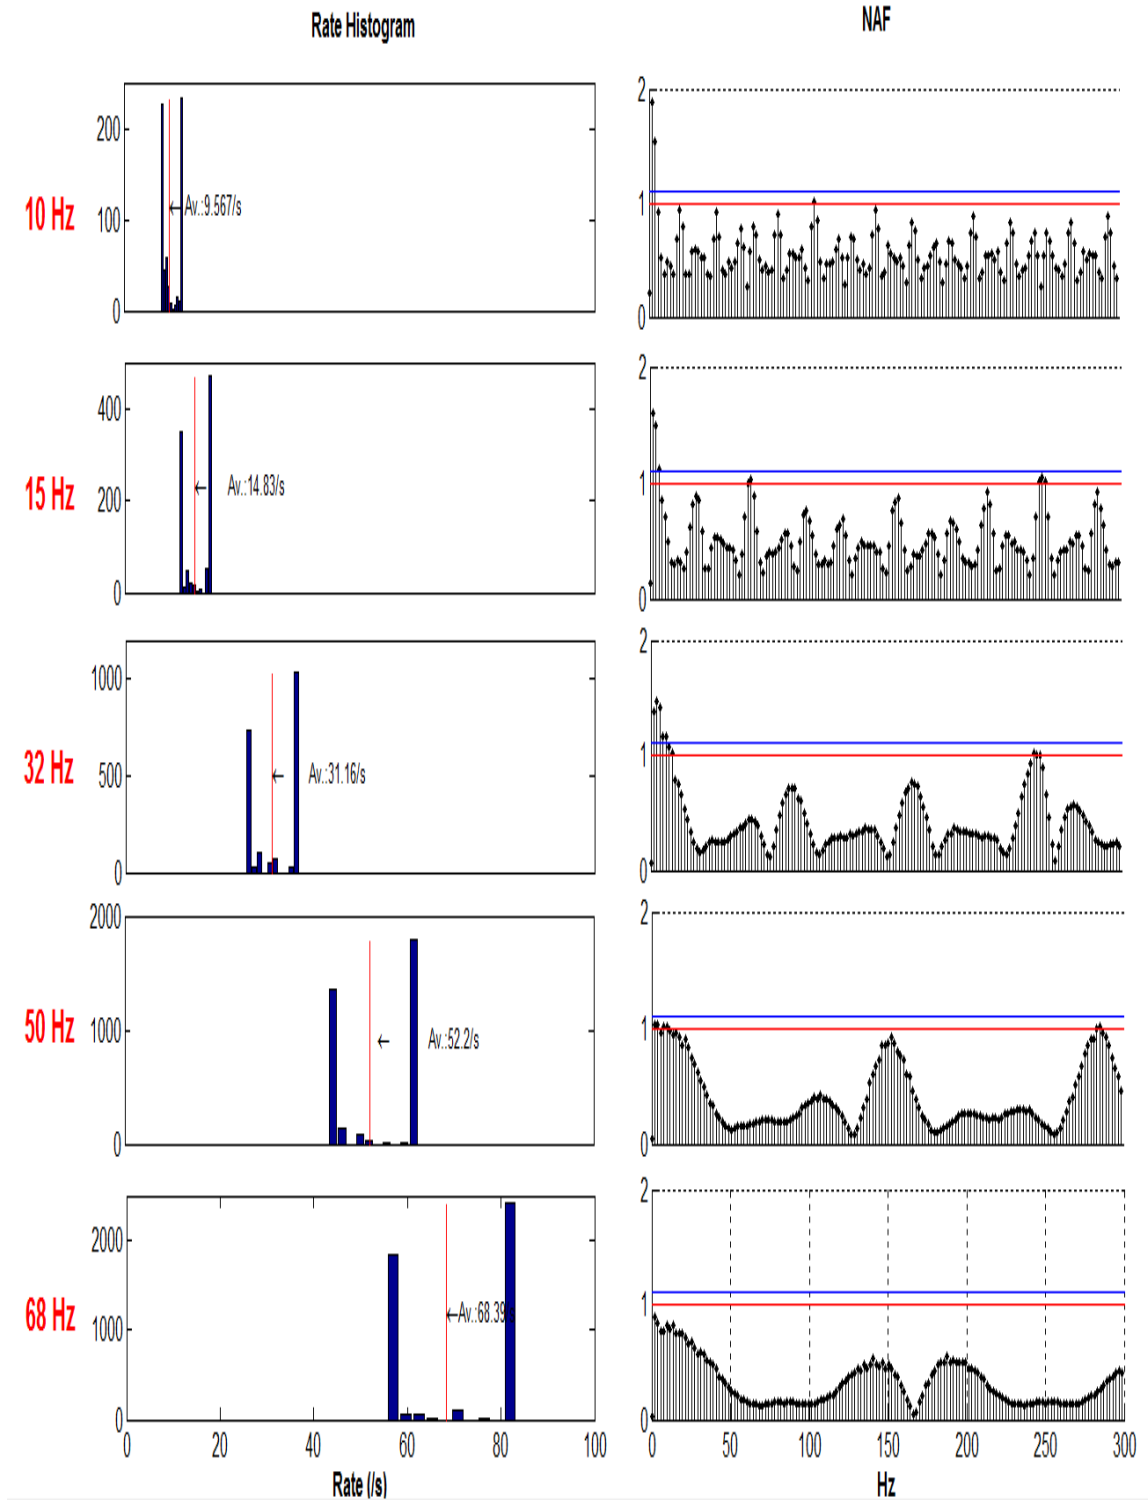 Rate Histogram
NAF
10 Hz
200
100
0
Av.:9.567/s
2
1
0
15 Hz
400
200
0
Av.:14.83/s
2
1
0
32 Hz
1000
500
0
Av.:31.16/s
2
1
0
50 Hz
2000
1000
0
Av.:52.2/s
2
1
0
68 Hz
2000
1000
0
Av.:68.39/s
2
1
0
0 20 40 60 80 100
0 50 100 150 200 250 300
Rate (/s)
Hz